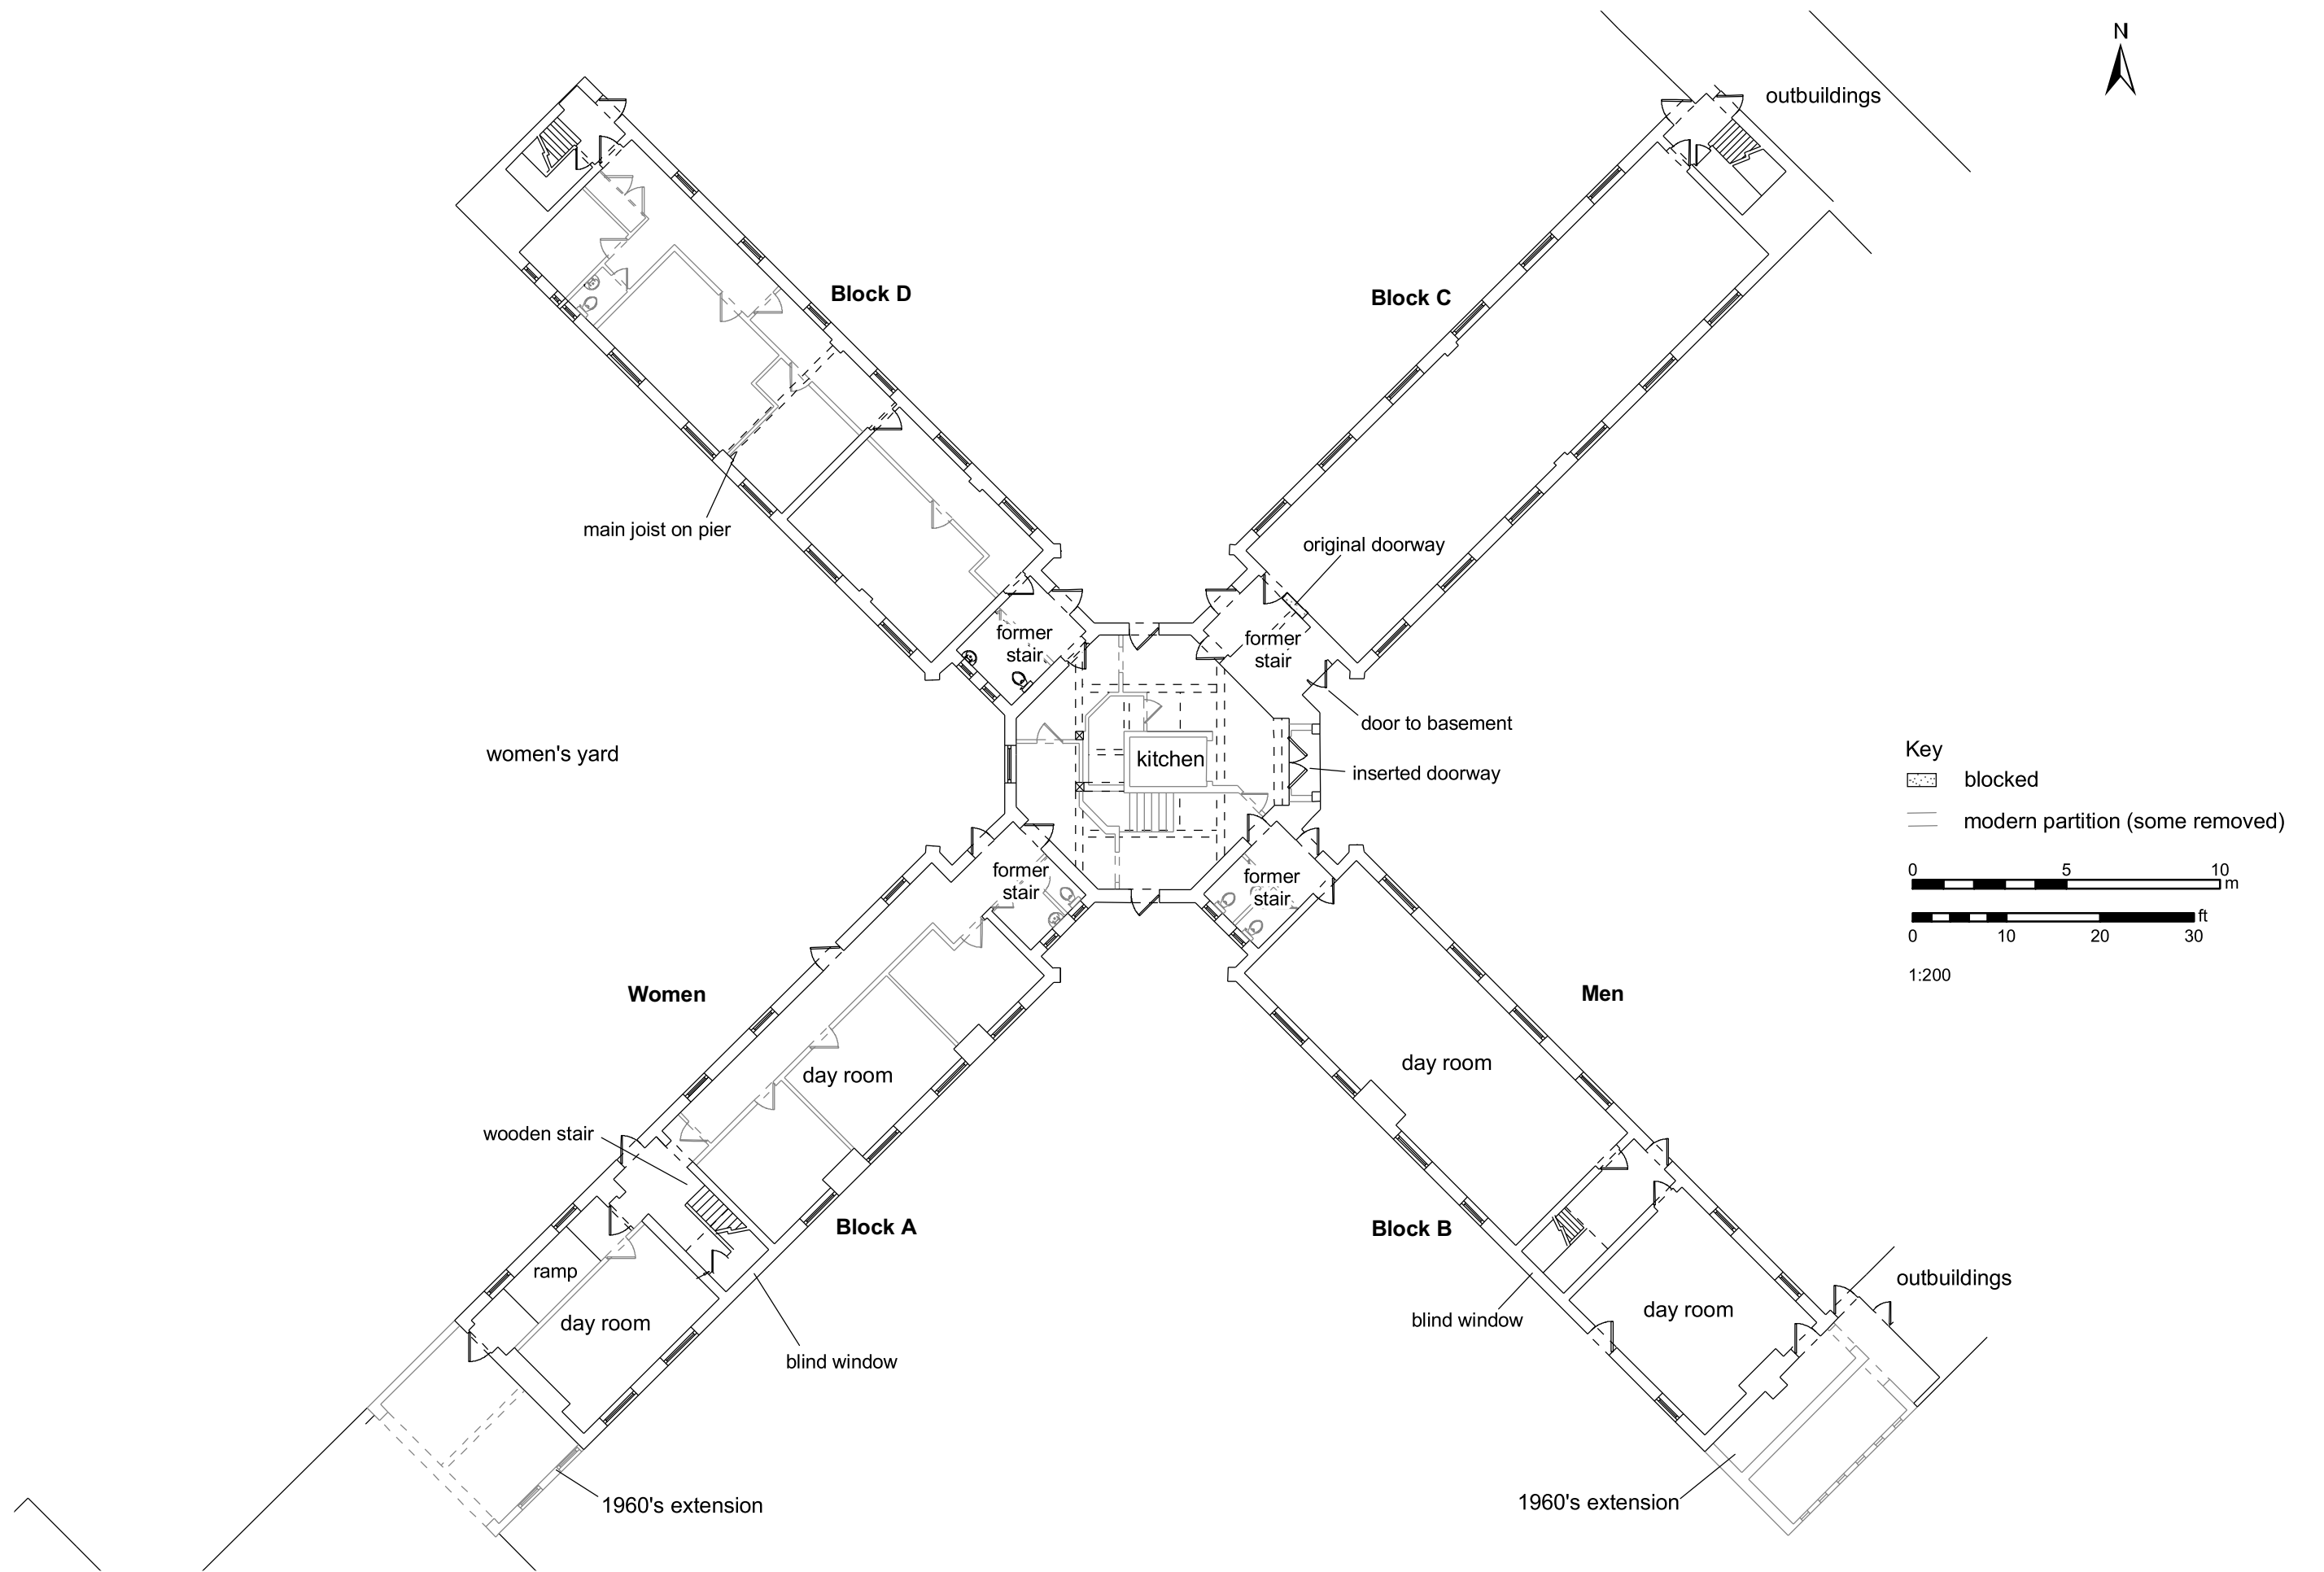 N
outbuildings
Block D
Block C
main joist on pier
original doorway
former
stair
former
stair
door to basement
women's yard
kitchen
inserted doorway
Key
blocked
modern partition (some removed)
0 5 10
m
ft
0 10 20 30
1:200
former
stair
former
stair
Women
Men
day room
day room
wooden stair
Block A
Block B
ramp
day room
blind window
blind window
day room
outbuildings
1960's extension
1960's extension